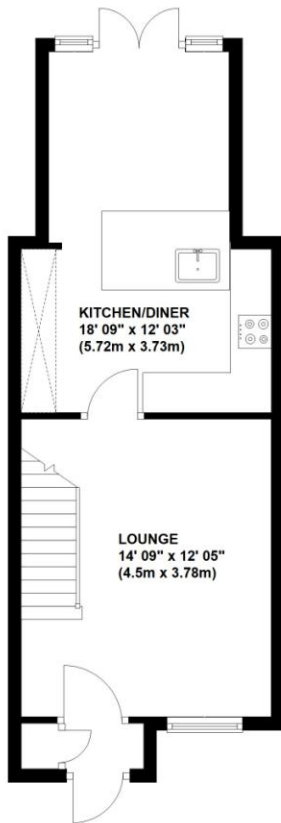 KITCHEN/DINER
18' 09" x 12' 03"
(5.72m x 3.73m)
LOUNGE
14' 09" x 12' 05"
(4.5m x 3.78m)